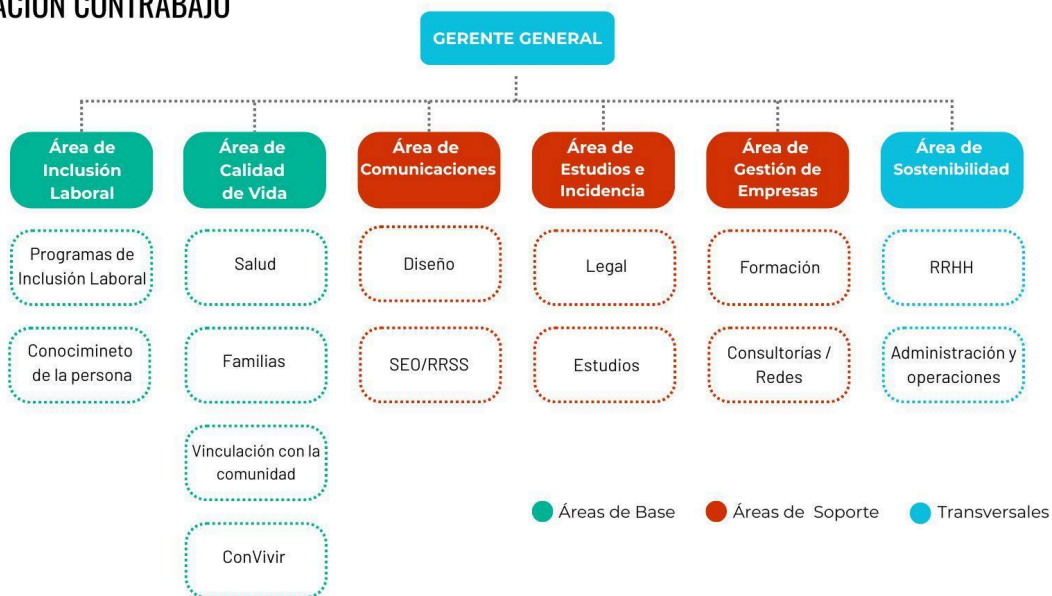 ACIÓN CONTRABAJO
GERENTE GENERAL
Área de
Inclusión
Laboral
Área de
Calidad
de Vida
Área de
Comunicaciones
Área de
Estudios e
Incidencia
Área de
Gestión de
Empresas
Área de
Sostenibilidad
Programas de
Inclusión Laboral
Salud
Diseño
Legal
Formación
RRHH
Conocimineto
de la persona
Familias
SEO/RRSS
Estudios
Consultorías /
Redes
Administración y
operaciones
Vinculación con la
comunidad
ConVivir
Áreas de Base
Áreas de Soporte
Transversales